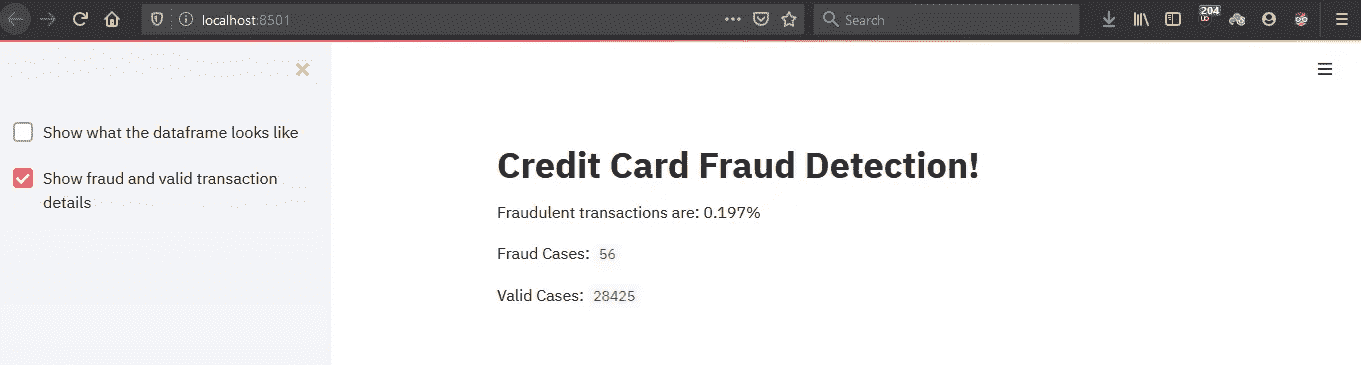 localhost:8501
Search
204
Show what the dataframe looks like
Show fraud and valid transaction
details
Credit Card Fraud Detection!
Fraudulent transactions are: 0.197%
Fraud Cases: 56
Valid Cases: 28425